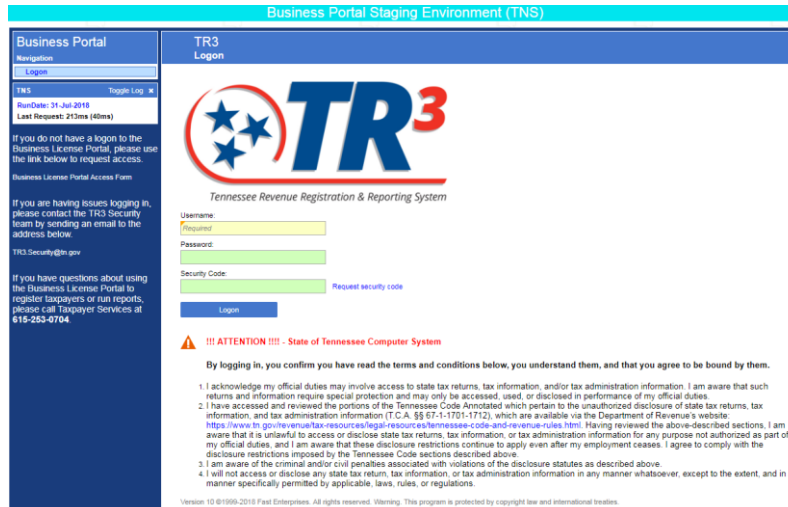 Business Portal Staging Environment (TNS)
Business Portal
Navigation
Logon
TNS Toggle Log ×
RunDate: 31-Jul-2018
Last Request: 213ms (40ms)
If you do not have a logon to the
Business License Portal, please use
the link below to request access.
Business License Portal Access Form
If you are having issues logging in,
please contact the TR3 Security
team by sending an email to the
address below.
TR3.Security@tn.gov
If you have questions about using
the Business License Portal to
register taxpayers or run reports,
please call Taxpayer Services at
615-253-0704.
TR3
Logon
TR3
Tennessee Revenue Registration & Reporting System
Username:
Required
Password:
Security Code:
Request security code
Logon
!!! ATTENTION !!!! - State of Tennessee Computer System
By logging in, you confirm you have read the terms and conditions below, you understand them, and that you agree to be bound by them.
1. I acknowledge my official duties may involve access to state tax returns, tax information, and/or tax administration information. I am aware that such
returns and information require special protection and may only be accessed, used, or disclosed in performance of my official duties.
2. I have accessed and reviewed the portions of the Tennessee Code Annotated which pertain to the unauthorized disclosure of state tax returns, tax
information, and tax administration information (T.C.A. §§ 67-1-1701-1712), which are available via the Department of Revenue's website:
https://www.tn.gov/revenue/tax-resources/legal-resources/tennessee-code-and-revenue-rules.html. Having reviewed the above-described sections, I am
aware that it is unlawful to access or disclose state tax returns, tax information, or tax administration information for any purpose not authorized as part of
my official duties, and I am aware that these disclosure restrictions continue to apply even after my employment ceases. I agree to comply with the
disclosure restrictions imposed by the Tennessee Code sections described above.
3. I am aware of the criminal and/or civil penalties associated with violations of the disclosure statutes as described above.
4. I will not access or disclose any state tax return, tax information, or tax administration information in any manner whatsoever, except to the extent, and in
manner specifically permitted by applicable, laws, rules, or regulations.
Version 10 ©1999-2018 Fast Enterprises. All rights reserved. Warning. This program is protected by copyright law and international treaties.